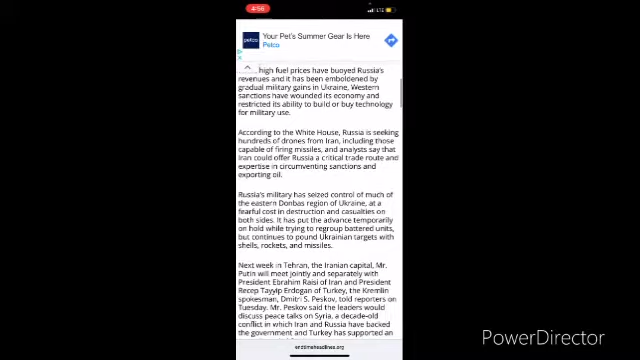 4:56
LTE
Your Pet's Summer Gear Is Here
petco
Petco
high fuel prices have buoyed Russia's
revenues and it has been emboldened by
gradual military gains in Ukraine, Western
sanctions have wounded its economy and
restricted its ability to build or buy technology
for military use.
According to the White House, Russia is seeking
hundreds of drones from Iran, including those
capable of firing missiles, and analysts say that
Iran could offer Russia a critical trade route and
expertise in circumventing sanctions and
exporting oil.
Russia's military has seized control of much of
the eastern Donbas region of Ukraine, at a
fearful cost in destruction and casualties on
both sides. It has put the advance temporarily
on hold while trying to regroup battered units,
but continues to pound Ukrainian targets with
shells, rockets, and missiles.
Next week in Tehran, the Iranian capital, Mr.
Putin will meet jointly and separately with
President Ebrahim Raisi of Iran and President
Recep Tayyip Erdogan of Turkey, the Kremlin
spokesman, Dmitri S. Peskov, told reporters on
Tuesday. Mr. Peskov said the leaders would
discuss peace talks on Syria, a decade-old
conflict in which Iran and Russia have backed
the government and Turkey has supported an
endtimeheadlines.org
PowerDirector